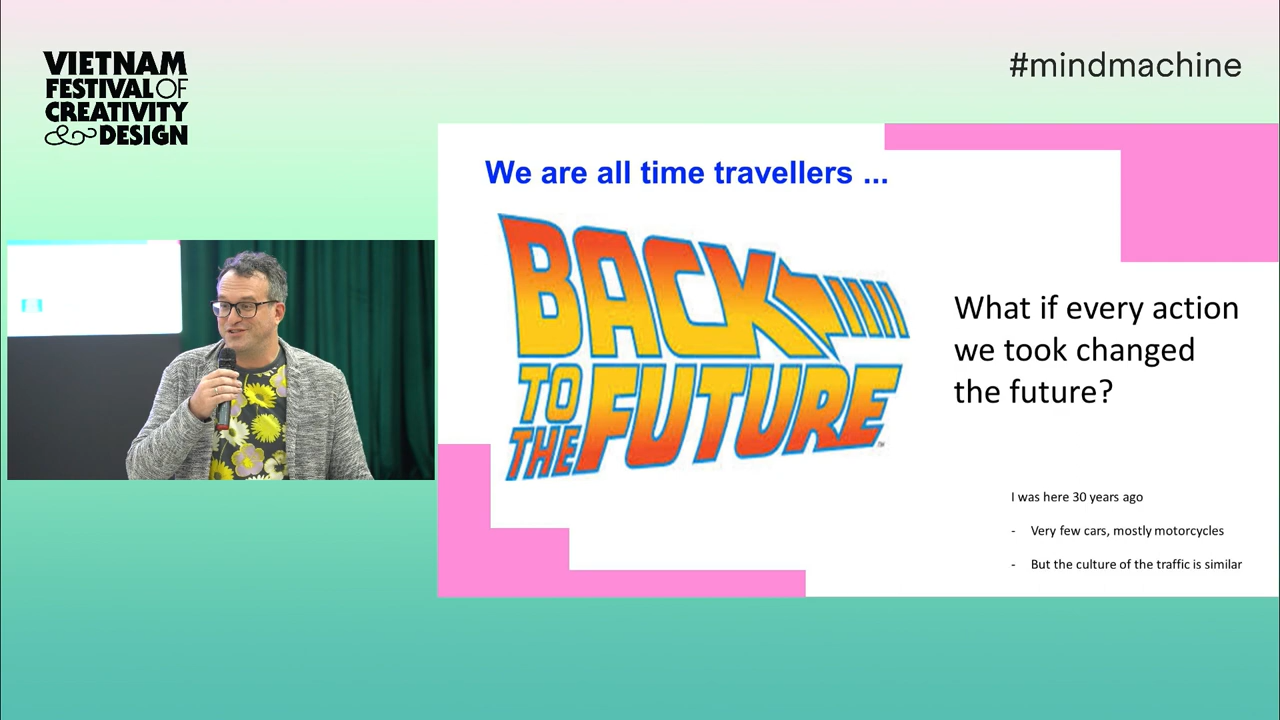 VIETNAM
FESTIVAL OF
CREATIVITY
& DESIGN
#mindmachine
We are all time travellers ...
BACK
TO THE FUTURE
™
What if every action
we took changed
the future?
I was here 30 years ago
- Very few cars, mostly motorcycles
- But the culture of the traffic is similar